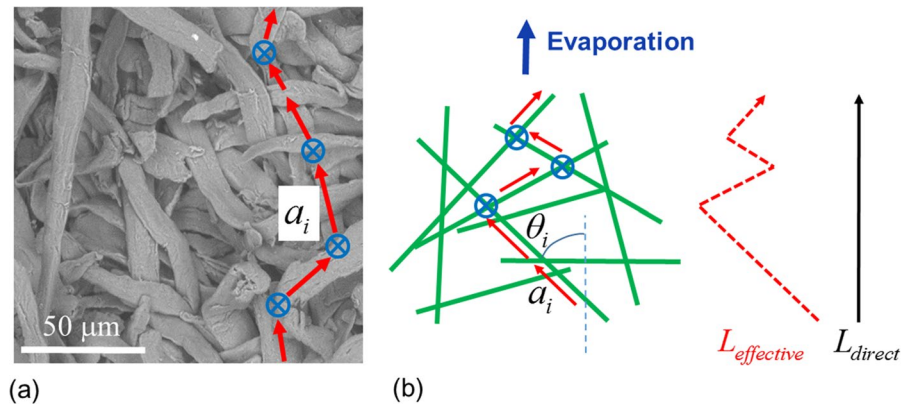 a_i
50 μm
(a)
Evaporation
θ_i
a_i
L_effective
L_direct
(b)